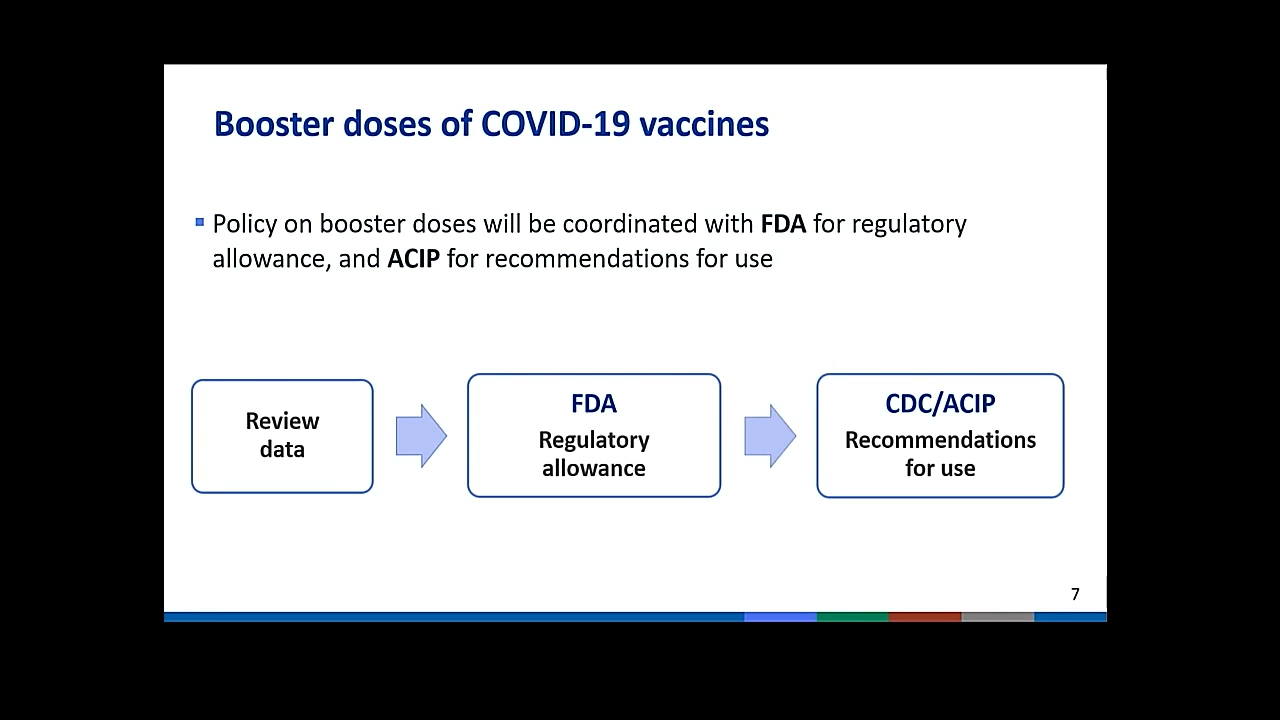 Booster doses of COVID-19 vaccines
Policy on booster doses will be coordinated with FDA for regulatory
allowance, and ACIP for recommendations for use
Review
data
FDA
Regulatory
allowance
CDC/ACIP
Recommendations
for use
7